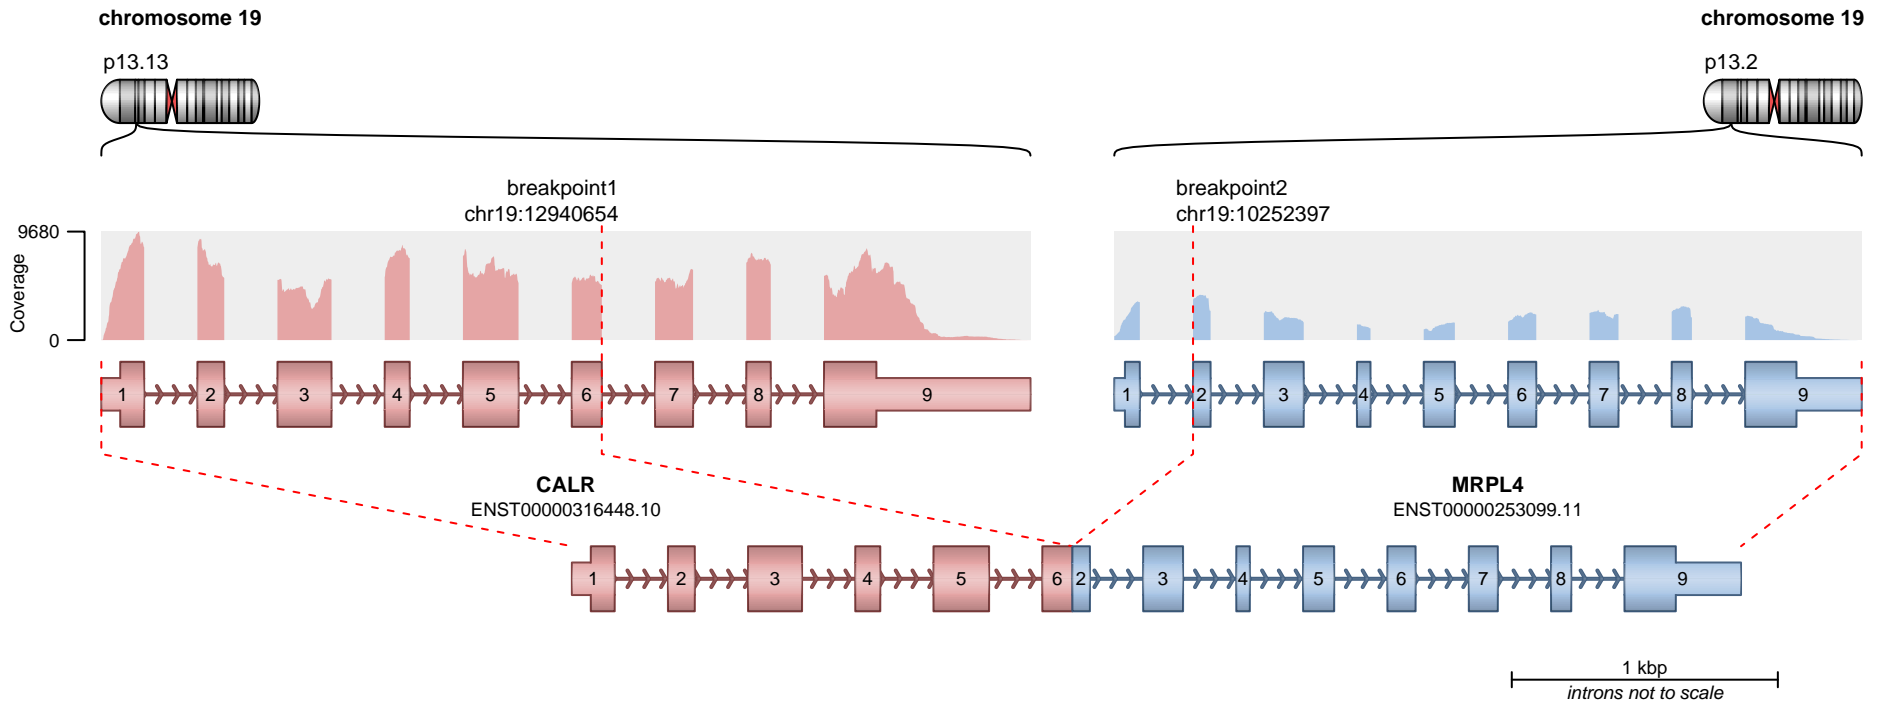 chromosome 19
chromosome 19
p13.13
p13.2
breakpoint1
chr19:12940654
breakpoint2
chr19:10252397
9680
Coverage
0
1 2 3 4 5 6 7 8 9
1 2 3 4 5 6 7 8 9
CALR
ENST00000316448.10
MRPL4
ENST00000253099.11
1 2 3 4 5 6 2 3 4 5 6 7 8 9
1 kbp
introns not to scale